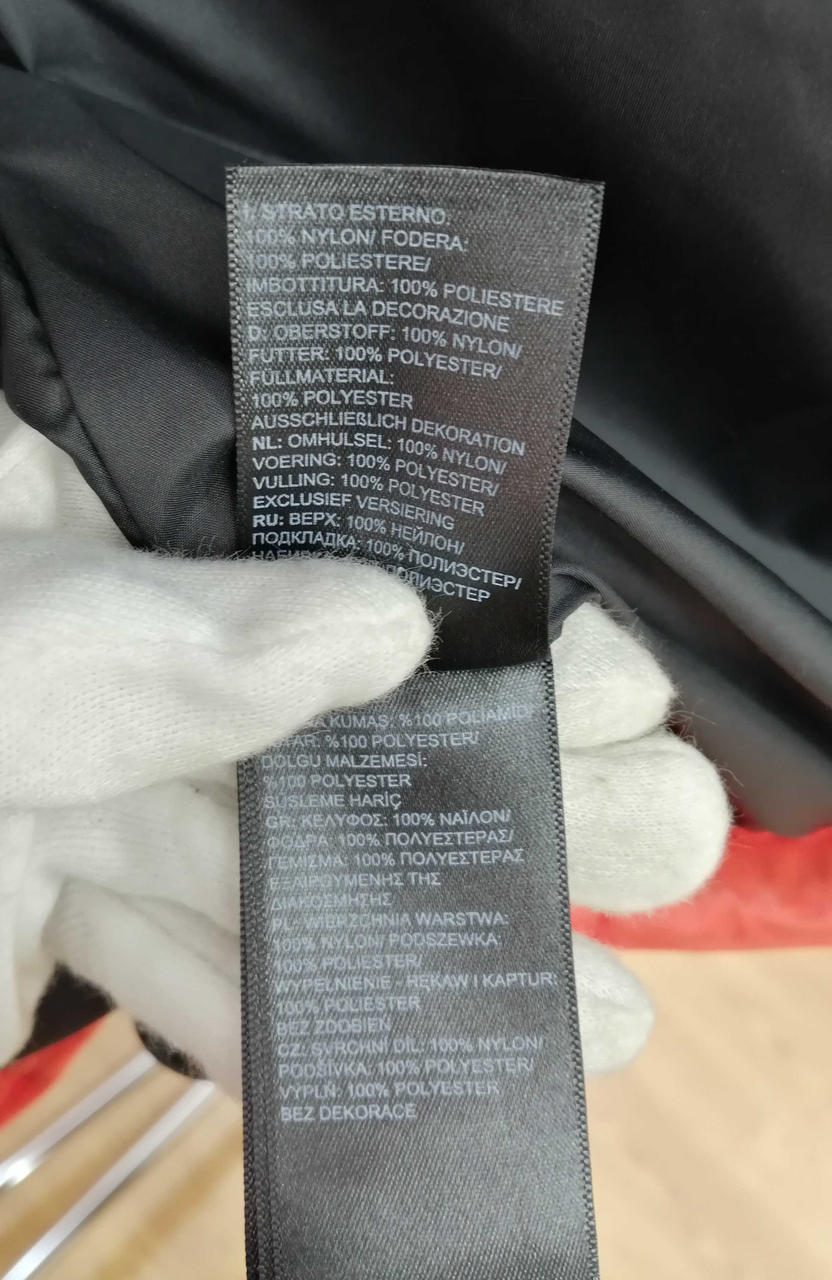 I. STRATO ESTERNO.
100% NYLON/ FODERA:
100% POLIESTERE/
IMBOTTITURA: 100% POLIESTERE
ESCLUSA LA DECORAZIONE
D: OBERSTOFF: 100% NYLON/
FUTTER: 100% POLYESTER/
FÜLLMATERIAL:
100% POLYESTER
AUSSCHLIEßLICH DEKORATION
NL: OMHULSEL: 100% NYLON/
VOERING: 100% POLYESTER/
VULLING: 100% POLYESTER
EXCLUSIEF VERSIERING
RU: ВЕРХ: 100% НЕЙЛОН/
ПОДКЛАДКА: 100% ПОЛИЭСТЕР/
ПОЛИЭСТЕР
KUMAŞ: %100 POLIAMID/
%100 POLYESTER/
DOLGU MALZEMESİ:
%100 POLYESTER
SÜSLEME HARİÇ
GR: ΚΕΛΥΦΟΣ: 100% ΝΑΪΛΟΝ/
ΦΟΔΡΑ: 100% ΠΟΛΥΕΣΤΕΡΑΣ/
ΓΕΜΙΣΜΑ: 100% ΠΟΛΥΕΣΤΕΡΑΣ
ΕΞΑΙΡΟΥΜΕΝΗΣ ΤΗΣ
ΔΙΑΚΟΣΜΗΣΗΣ
PL: WIERZCHNIA WARSTWA:
100% NYLON/ PODSZEWKA:
100% POLIESTER/
WYPEŁNIENIE - RĘKAW I KAPTUR:
100% POLIESTER
BEZ ZDOBIEŃ
CZ: SVRCHNÍ DÍL: 100% NYLON/
PODŠÍVKA: 100% POLYESTER/
VÝPLŇ: 100% POLYESTER
BEZ DEKORACE